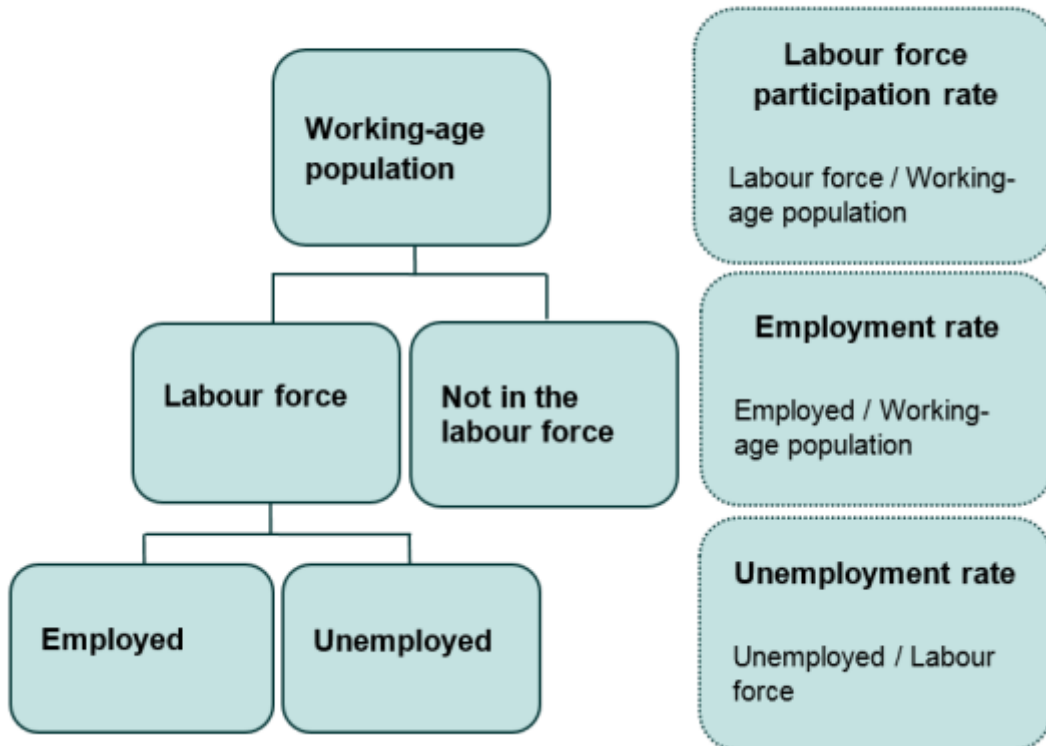 Working-age
population
Labour force
Not in the
labour force
Employed
Unemployed
Labour force
participation rate
Labour force / Working-
age population
Employment rate
Employed / Working-
age population
Unemployment rate
Unemployed / Labour
force